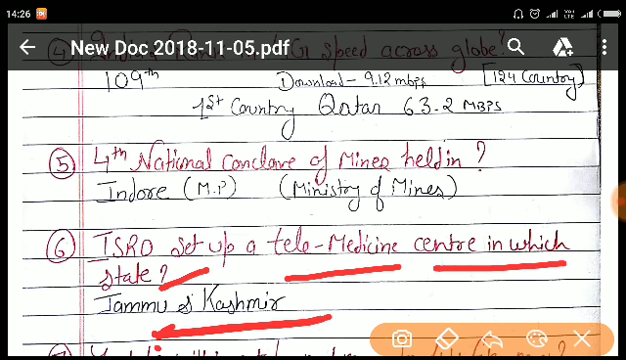 14:26
New Doc 2018-11-05.pdf
④ speed across globe?
109th Download - 9.12 mbps [124 Country]
1st Country Qatar 63.2 MBPS
⑤ 4th National Conclave of Mines held in ?
Indore (M.P) (Ministry of Mines)
⑥ ISRO set up a tele-Medicine centre in which
state?
Jammu & Kashmir